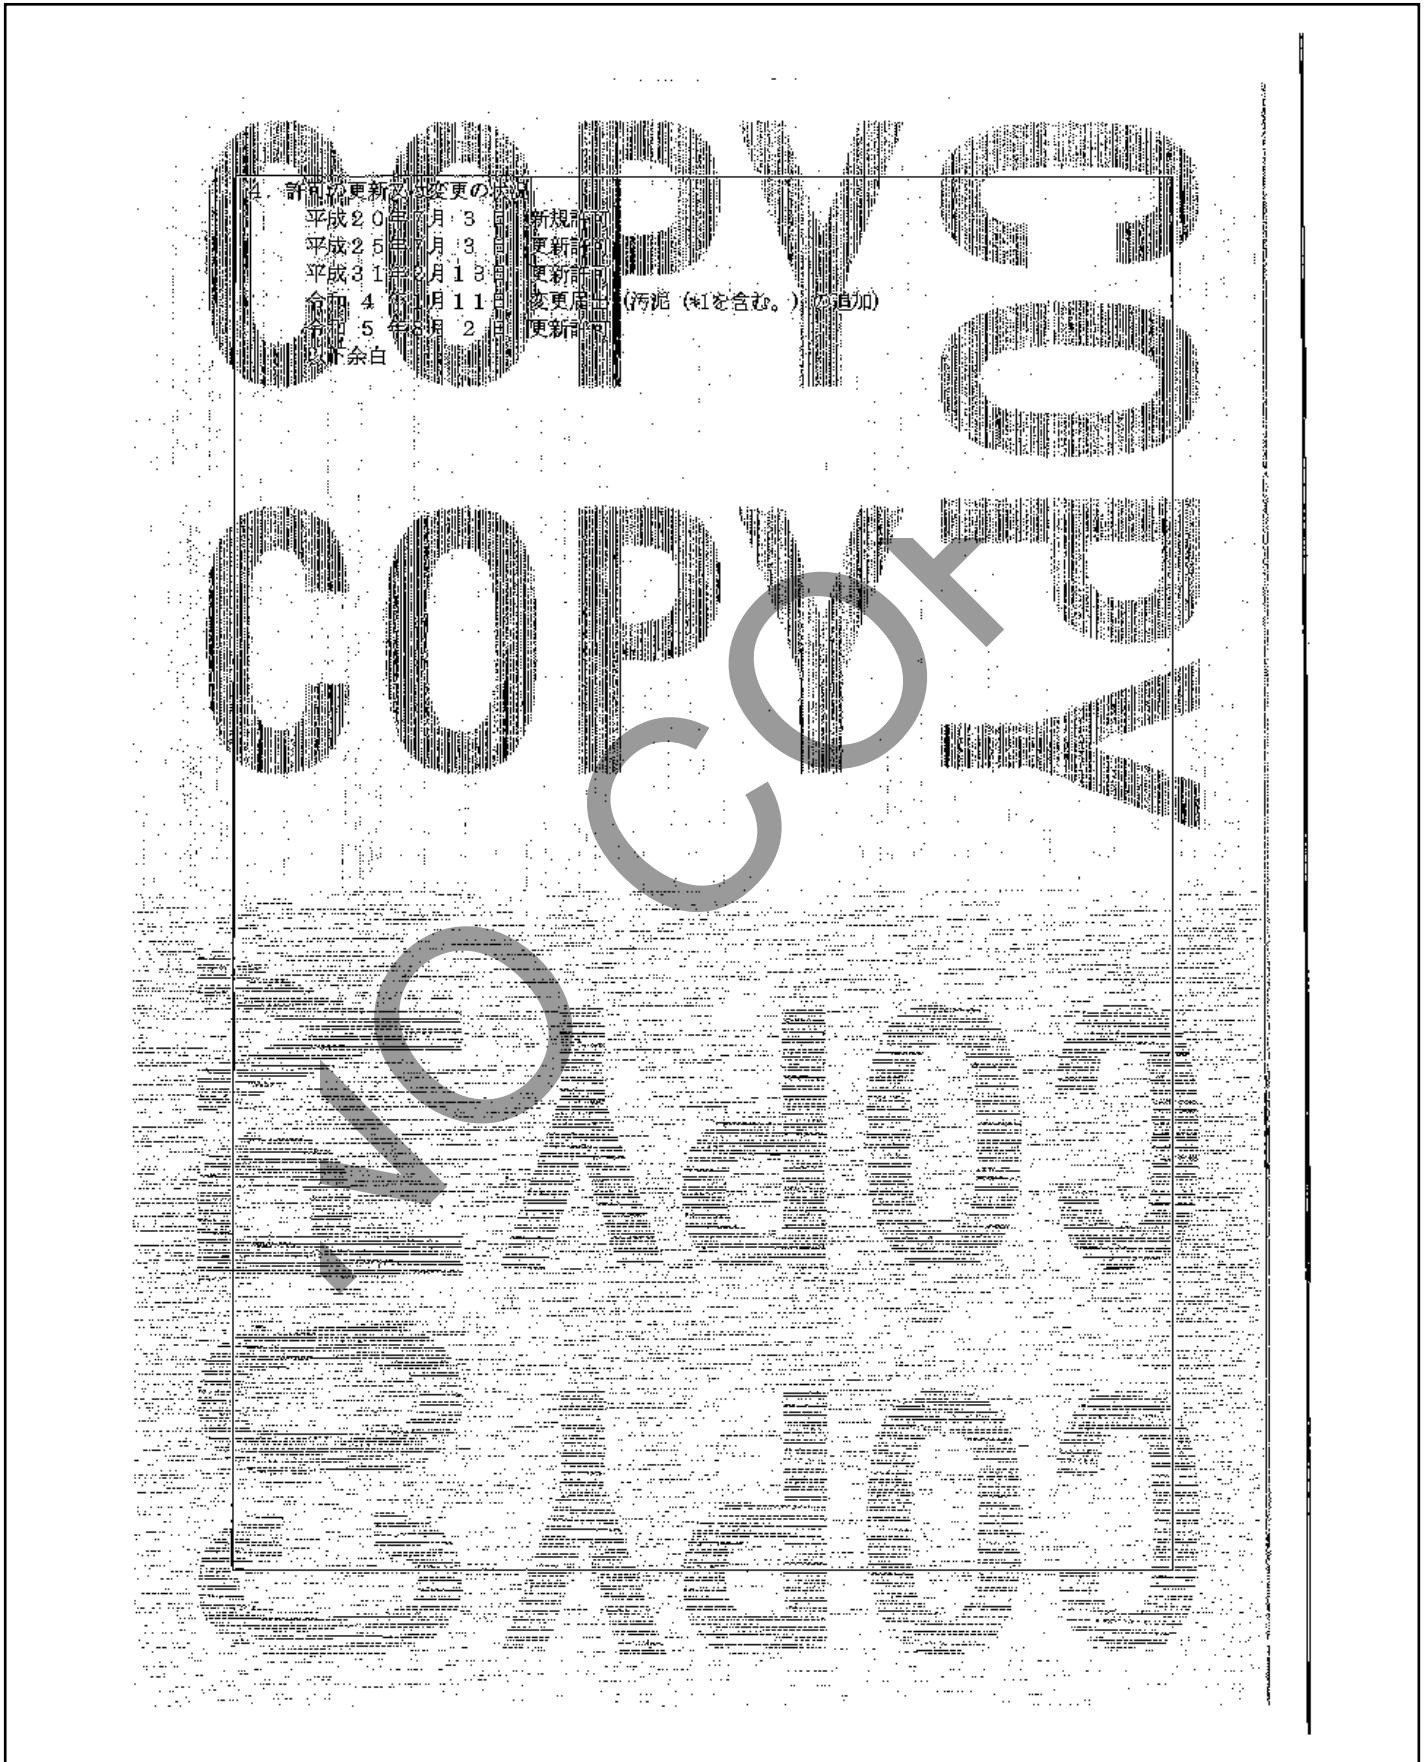 4. 許可の更新又は変更の状況
平成20年7月3日 新規許可
平成25年7月3日 更新許可
平成31年2月13日 更新許可
令和4年1月11日 変更届出(汚泥(*1を含む。)の追加)
令和5年8月2日 更新許可
以下余白
COPY
COPY
COPY
COPY
COPY
NO COP